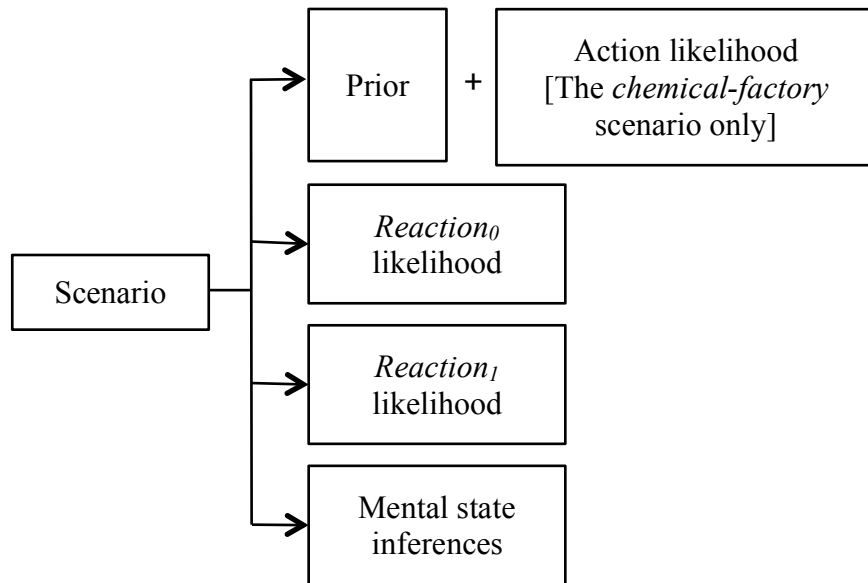 Prior
+
Action likelihood
[The chemical-factory
scenario only]
Reaction₀
likelihood
Scenario
Reaction₁
likelihood
Mental state
inferences